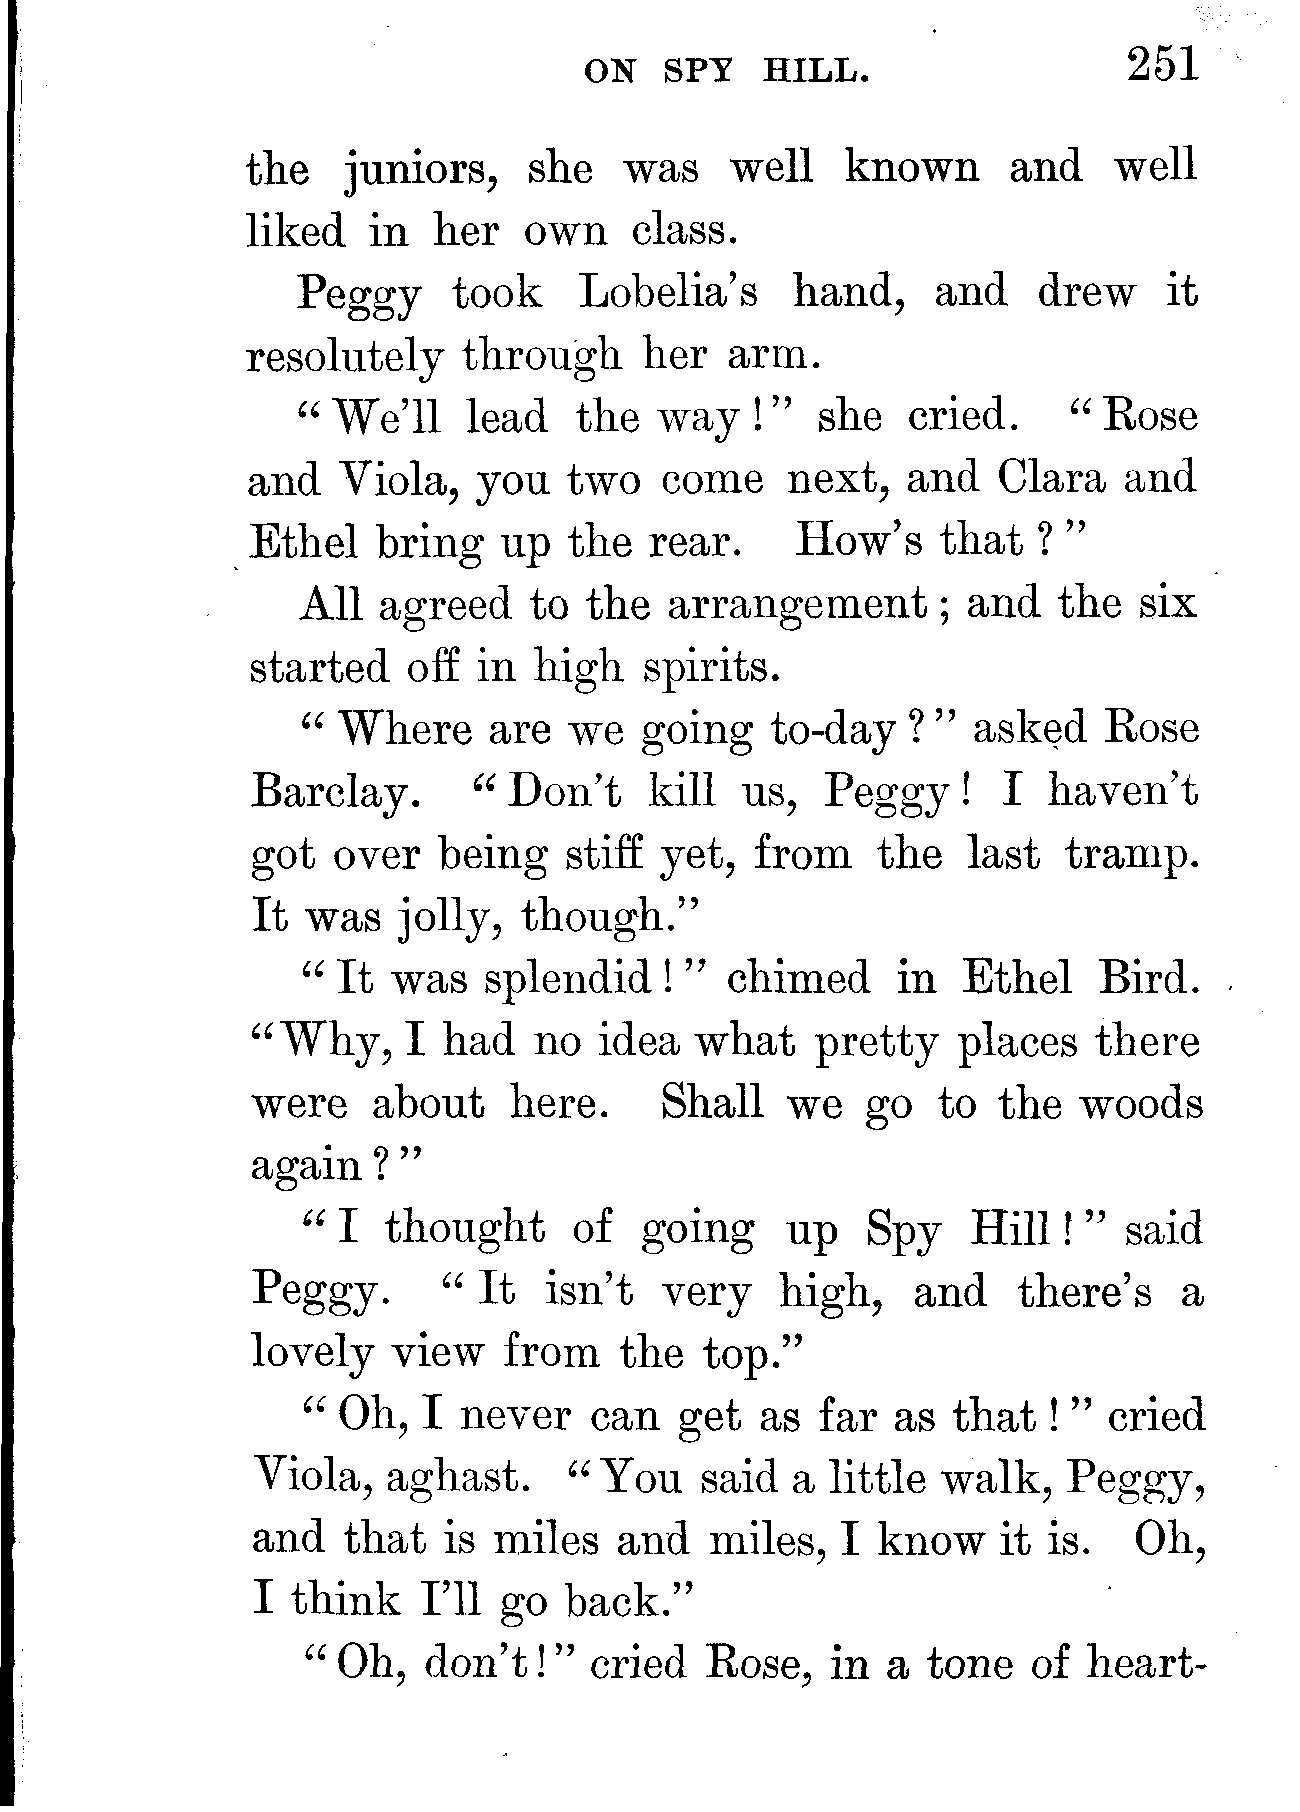 ON SPY HILL. 251
the juniors, she was well known and well
liked in her own class.
Peggy took Lobelia's hand, and drew it
resolutely through her arm.
"We'll lead the way!" she cried. "Rose
and Viola, you two come next, and Clara and
Ethel bring up the rear. How's that?"
All agreed to the arrangement; and the six
started off in high spirits.
"Where are we going to-day?" asked Rose
Barclay. "Don't kill us, Peggy! I haven't
got over being stiff yet, from the last tramp.
It was jolly, though."
"It was splendid!" chimed in Ethel Bird.
"Why, I had no idea what pretty places there
were about here. Shall we go to the woods
again?"
"I thought of going up Spy Hill!" said
Peggy. "It isn't very high, and there's a
lovely view from the top."
"Oh, I never can get as far as that!" cried
Viola, aghast. "You said a little walk, Peggy,
and that is miles and miles, I know it is. Oh,
I think I'll go back."
"Oh, don't!" cried Rose, in a tone of heart-